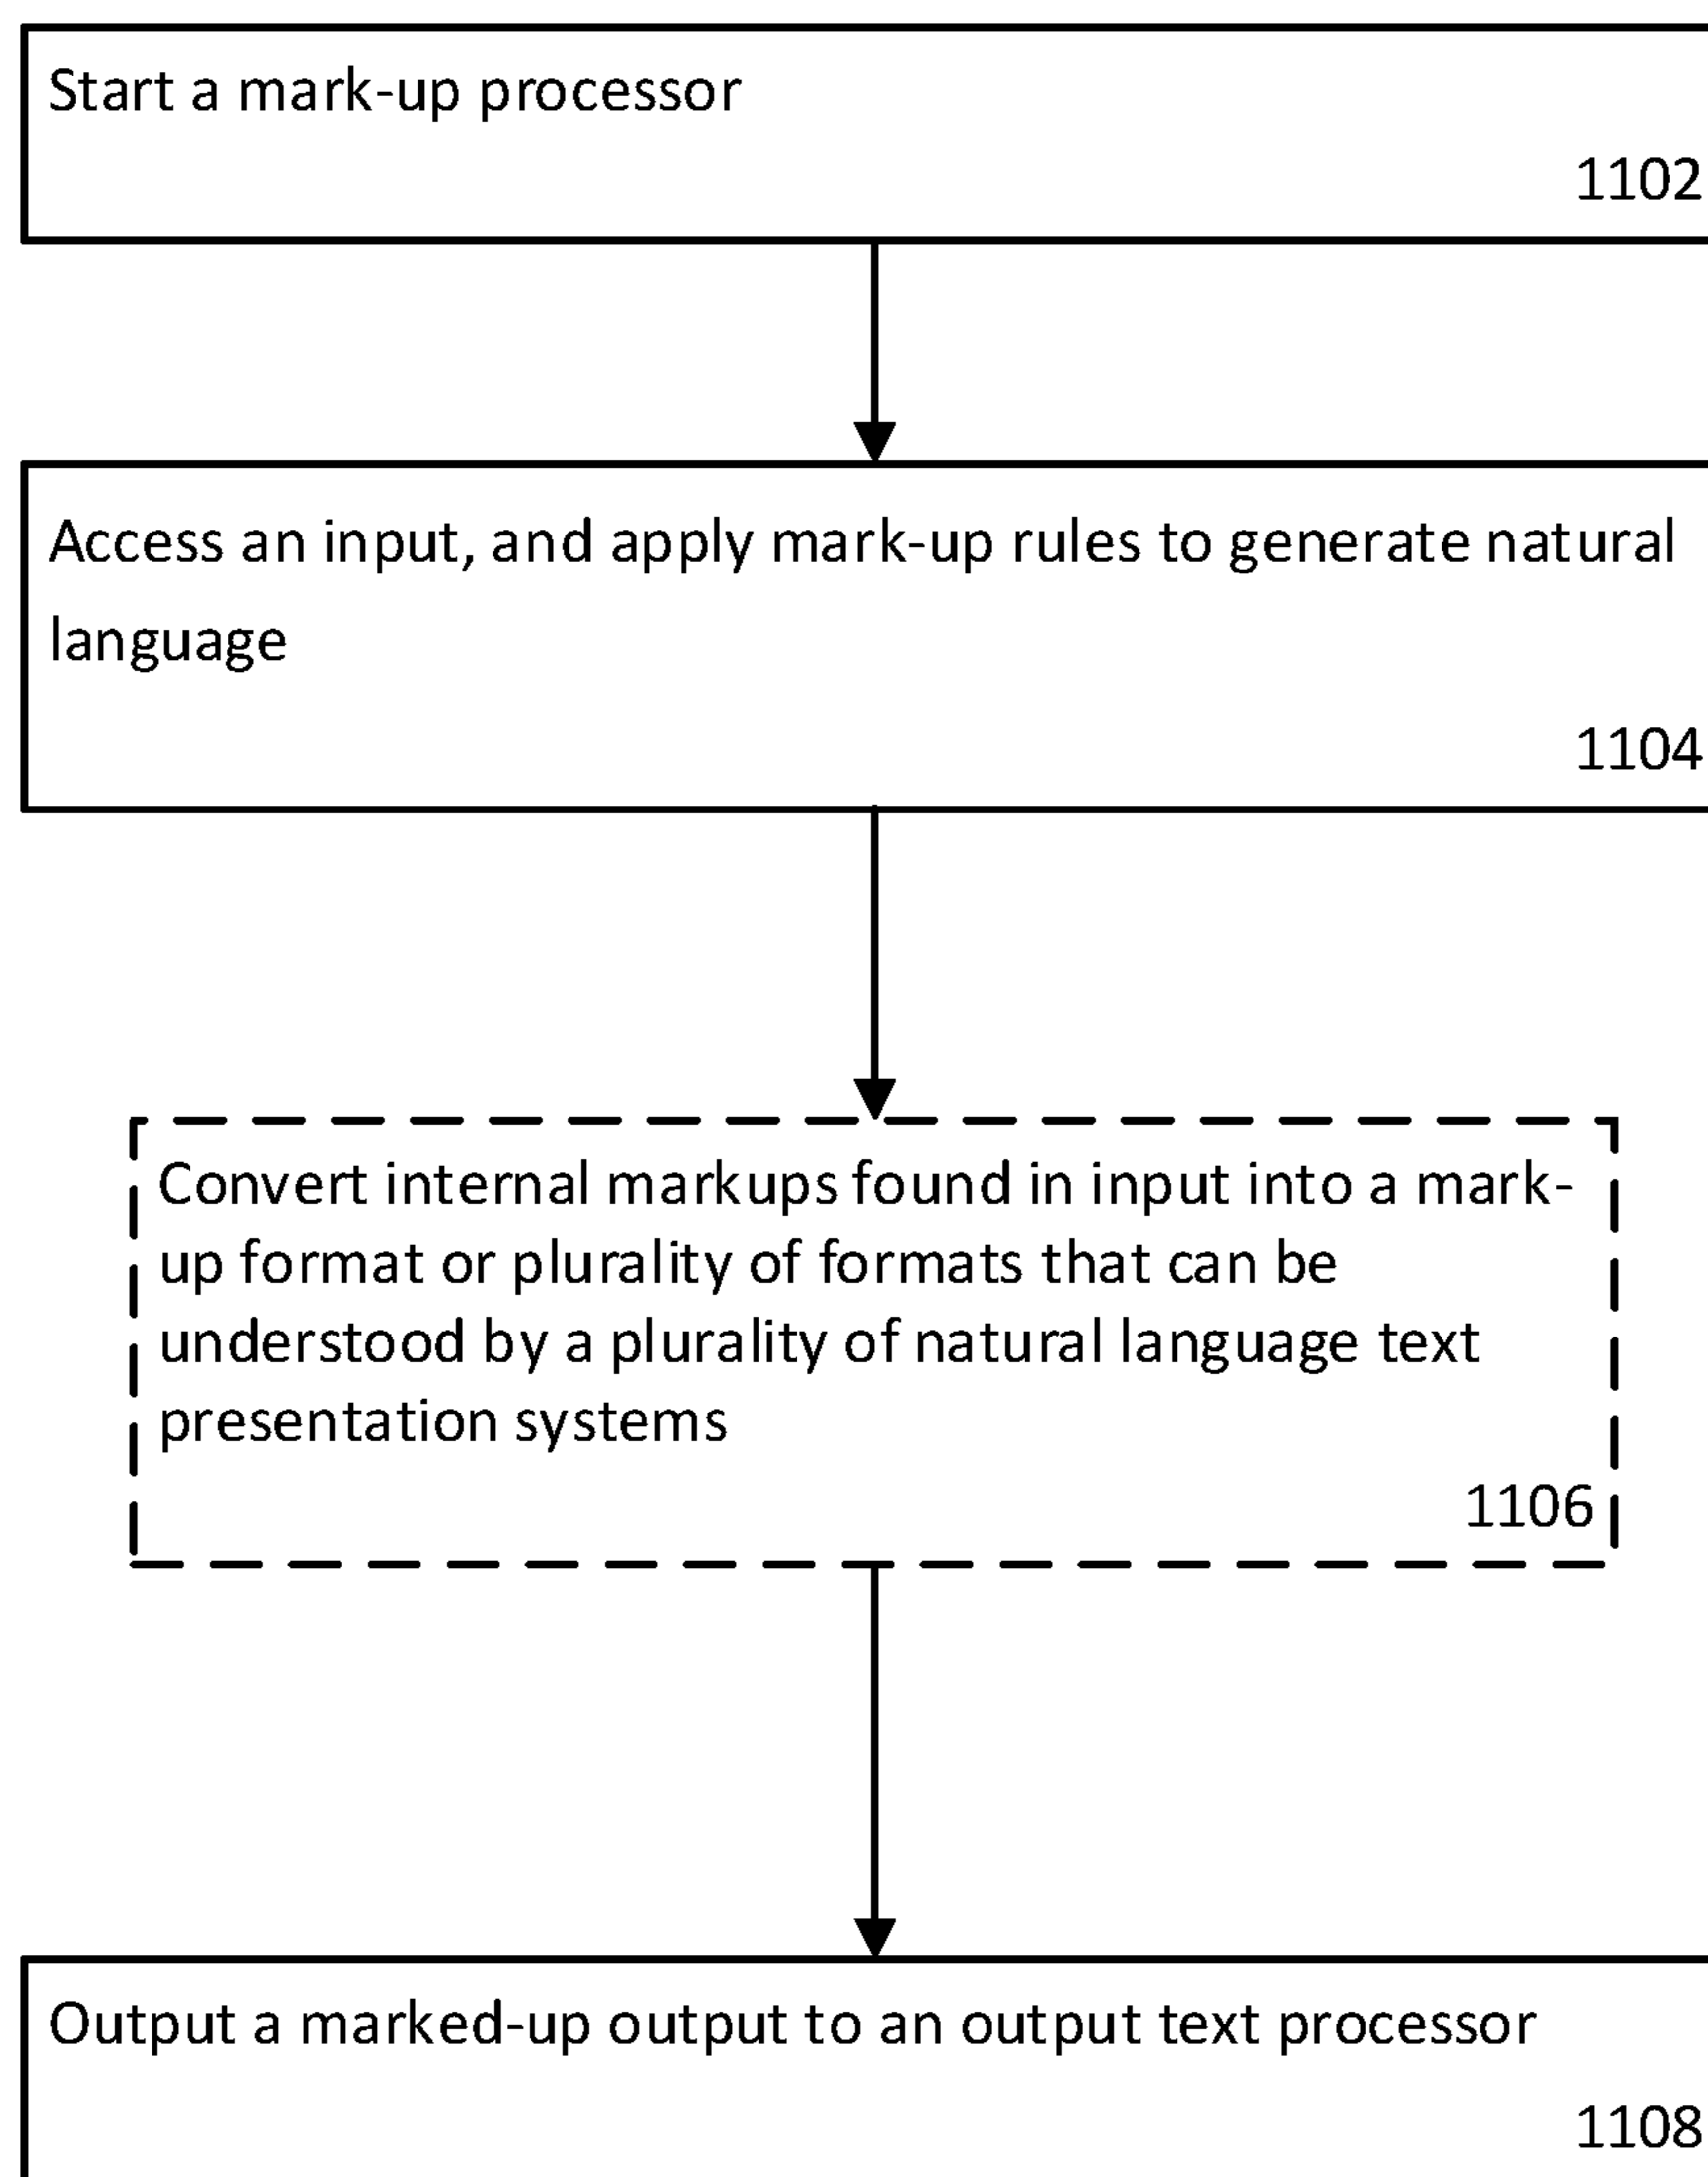 Start a mark-up processor
1102
Access an input, and apply mark-up rules to generate natural
language
1104
Convert internal markups found in input into a mark-
up format or plurality of formats that can be
understood by a plurality of natural language text
presentation systems
1106
Output a marked-up output to an output text processor
1108